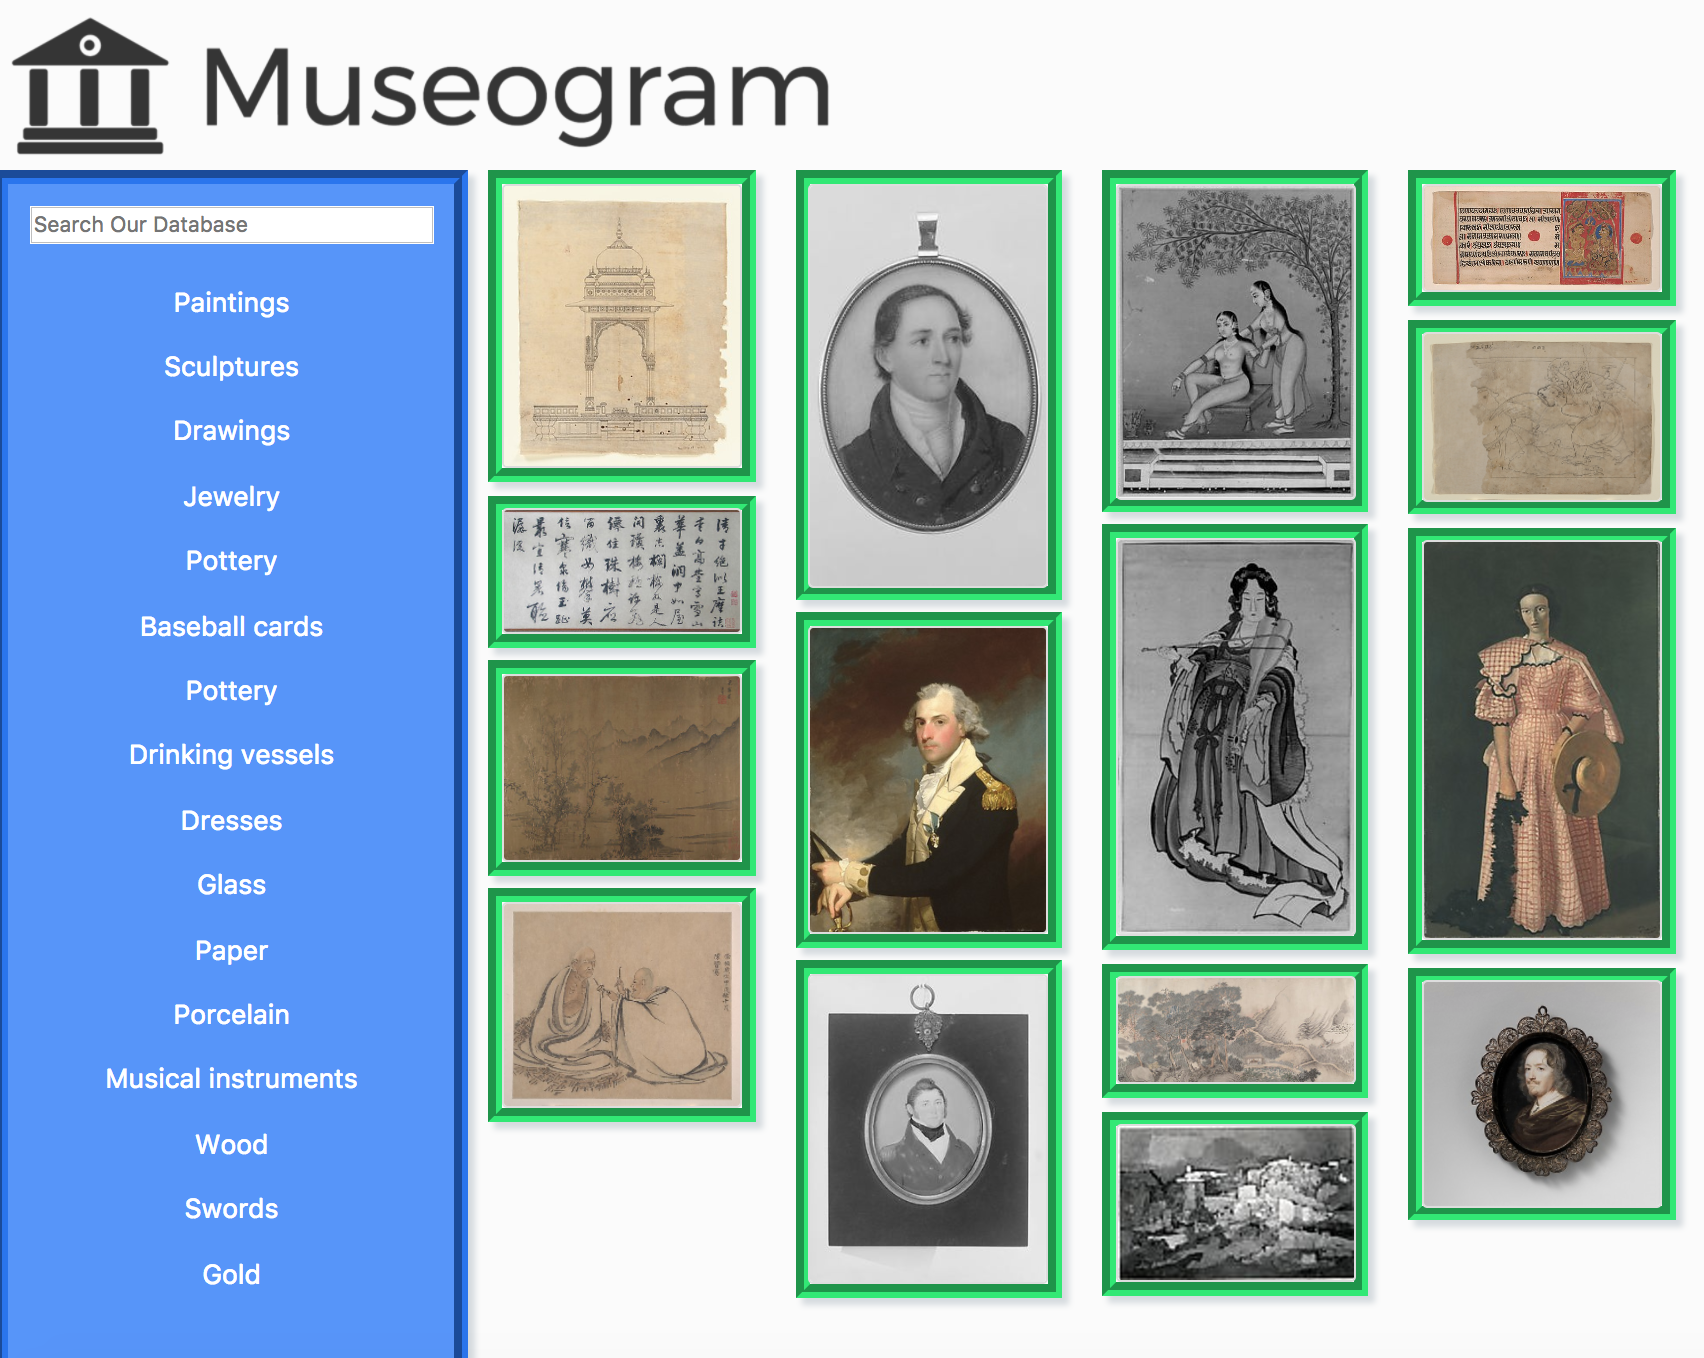 Museogram
Search Our Database
Paintings
Sculptures
Drawings
Jewelry
Pottery
Baseball cards
Pottery
Drinking vessels
Dresses
Glass
Paper
Porcelain
Musical instruments
Wood
Swords
Gold